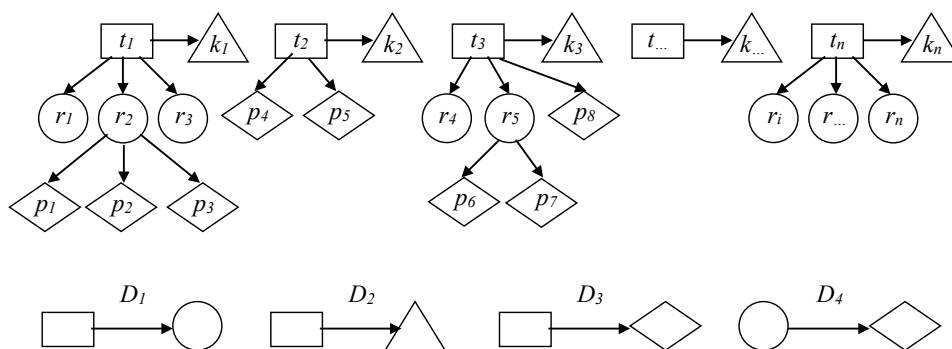 t1 k1 t2 k2 t3 k3 t... k... tn kn
r1 r2 r3 p4 p5 r4 r5 p8 ri r... rn
p1 p2 p3 p6 p7
D1 D2 D3 D4